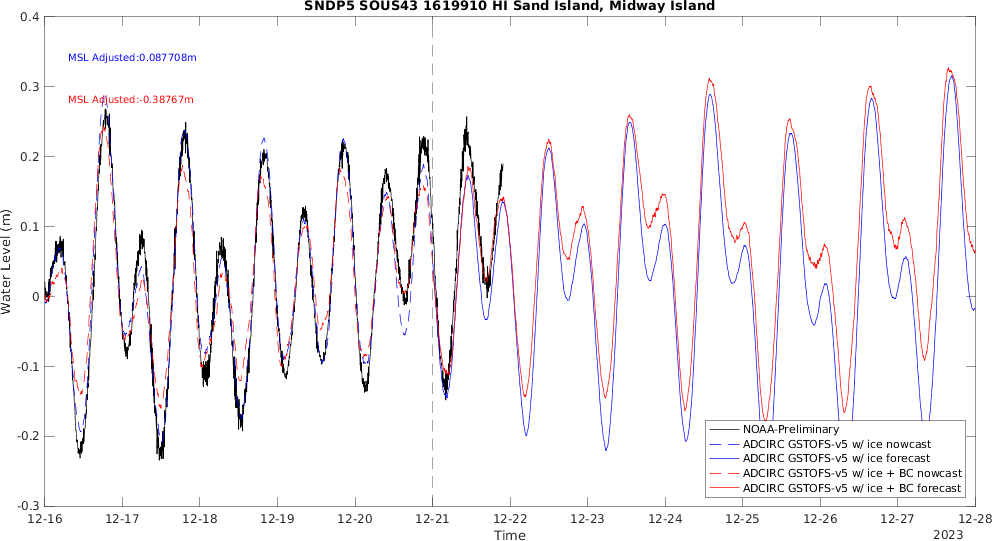 SNDP5 SOUS43 1619910 HI Sand Island, Midway Island
MSL Adjusted:0.087708m
MSL Adjusted:-0.38767m
Water Level (m)
0.4
0.3
0.2
0.1
0
-0.1
-0.2
-0.3
NOAA-Preliminary
ADCIRC GSTOFS-v5 w/ ice nowcast
ADCIRC GSTOFS-v5 w/ ice forecast
ADCIRC GSTOFS-v5 w/ ice + BC nowcast
ADCIRC GSTOFS-v5 w/ ice + BC forecast
12-16 12-17 12-18 12-19 12-20 12-21 12-22 12-23 12-24 12-25 12-26 12-27 12-28
Time
2023